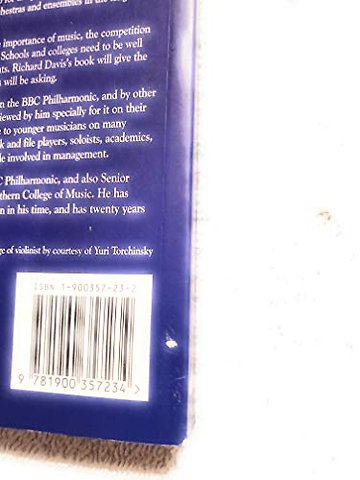 chestras and ensembles in the
e importance of music, the competition
Schools and colleges need to be well
ts. Richard Davis's book will give the
s will be asking.
n the BBC Philharmonic, and by other
viewed by him specially for it on their
e to younger musicians on many
k and file players, soloists, academics,
le involved in management.
C Philharmonic, and also Senior
thern College of Music. He has
n in his time, and has twenty years
ge of violinist by courtesy of Yuri Torchinsky
ISBN 1-900357-23-2
9 781900 357234 >